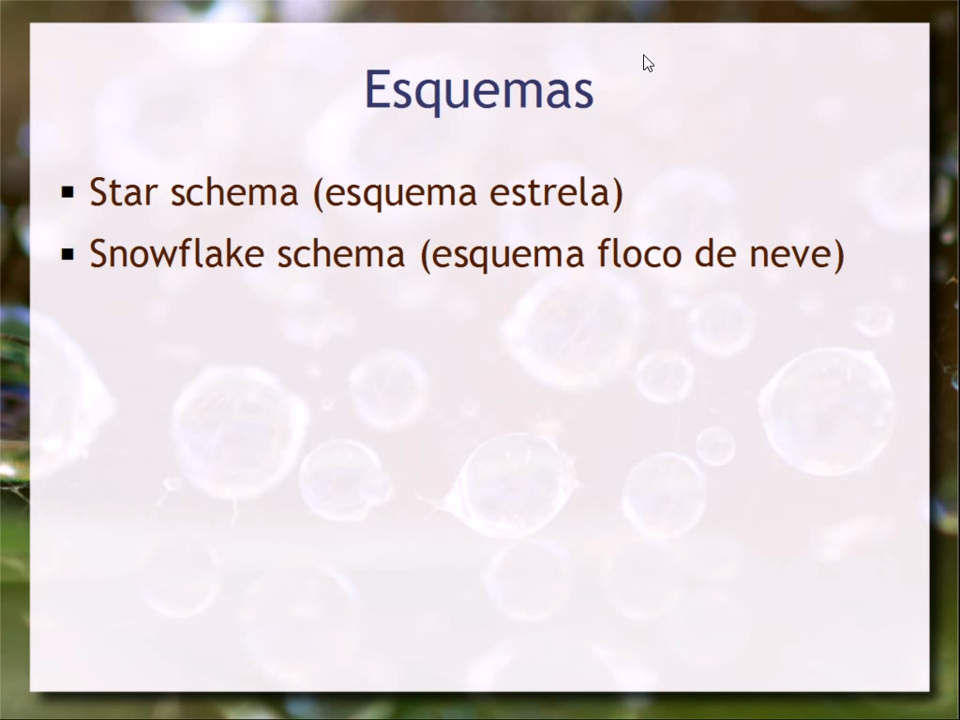 Esquemas
Star schema (esquema estrela)
Snowflake schema (esquema floco de neve)